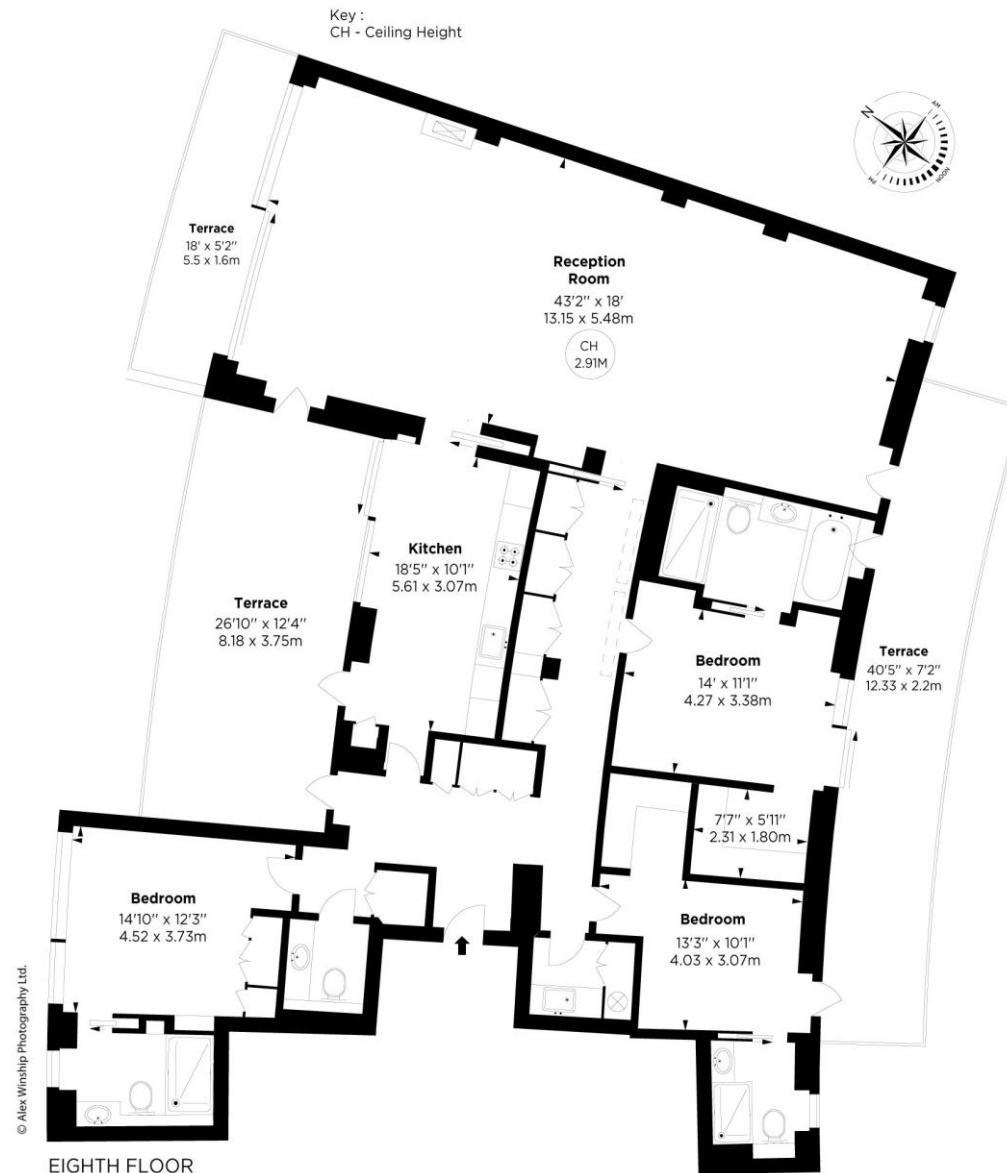 Key :
CH - Ceiling Height
N
AM
NOON
PM
Terrace
18' x 5'2"
5.5 x 1.6m
Reception
Room
43'2" x 18'
13.15 x 5.48m
CH
2.91M
Kitchen
18'5" x 10'1"
5.61 x 3.07m
Terrace
26'10" x 12'4"
8.18 x 3.75m
Bedroom
14' x 11'1"
4.27 x 3.38m
Terrace
40'5" x 7'2"
12.33 x 2.2m
7'7" x 5'11"
2.31 x 1.80m
Bedroom
14'10" x 12'3"
4.52 x 3.73m
Bedroom
13'3" x 10'1"
4.03 x 3.07m
© Alex Winship Photography Ltd.
EIGHTH FLOOR